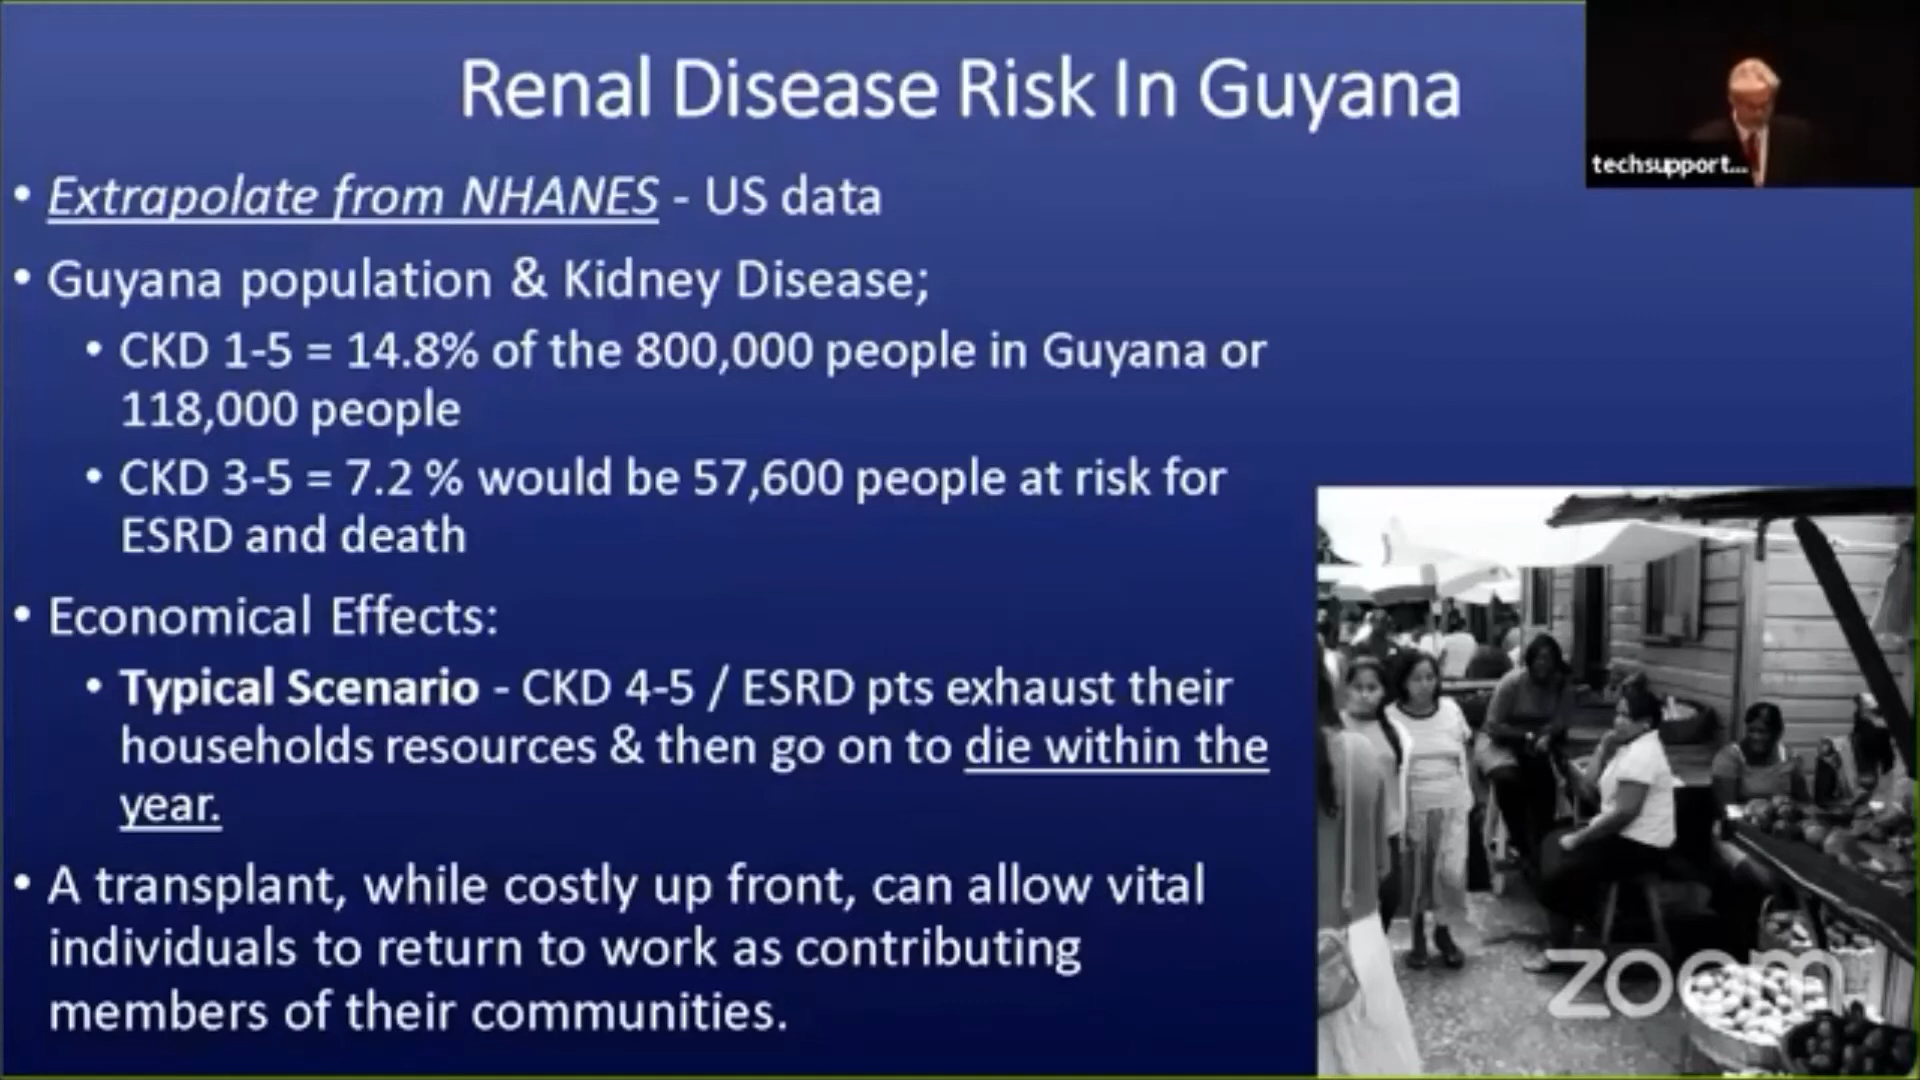 Renal Disease Risk In Guyana
techsupport...
• Extrapolate from NHANES - US data
• Guyana population & Kidney Disease;
• CKD 1-5 = 14.8% of the 800,000 people in Guyana or
118,000 people
• CKD 3-5 = 7.2 % would be 57,600 people at risk for
ESRD and death
• Economical Effects:
• Typical Scenario - CKD 4-5 / ESRD pts exhaust their
households resources & then go on to die within the
year.
• A transplant, while costly up front, can allow vital
individuals to return to work as contributing
members of their communities.
zoom